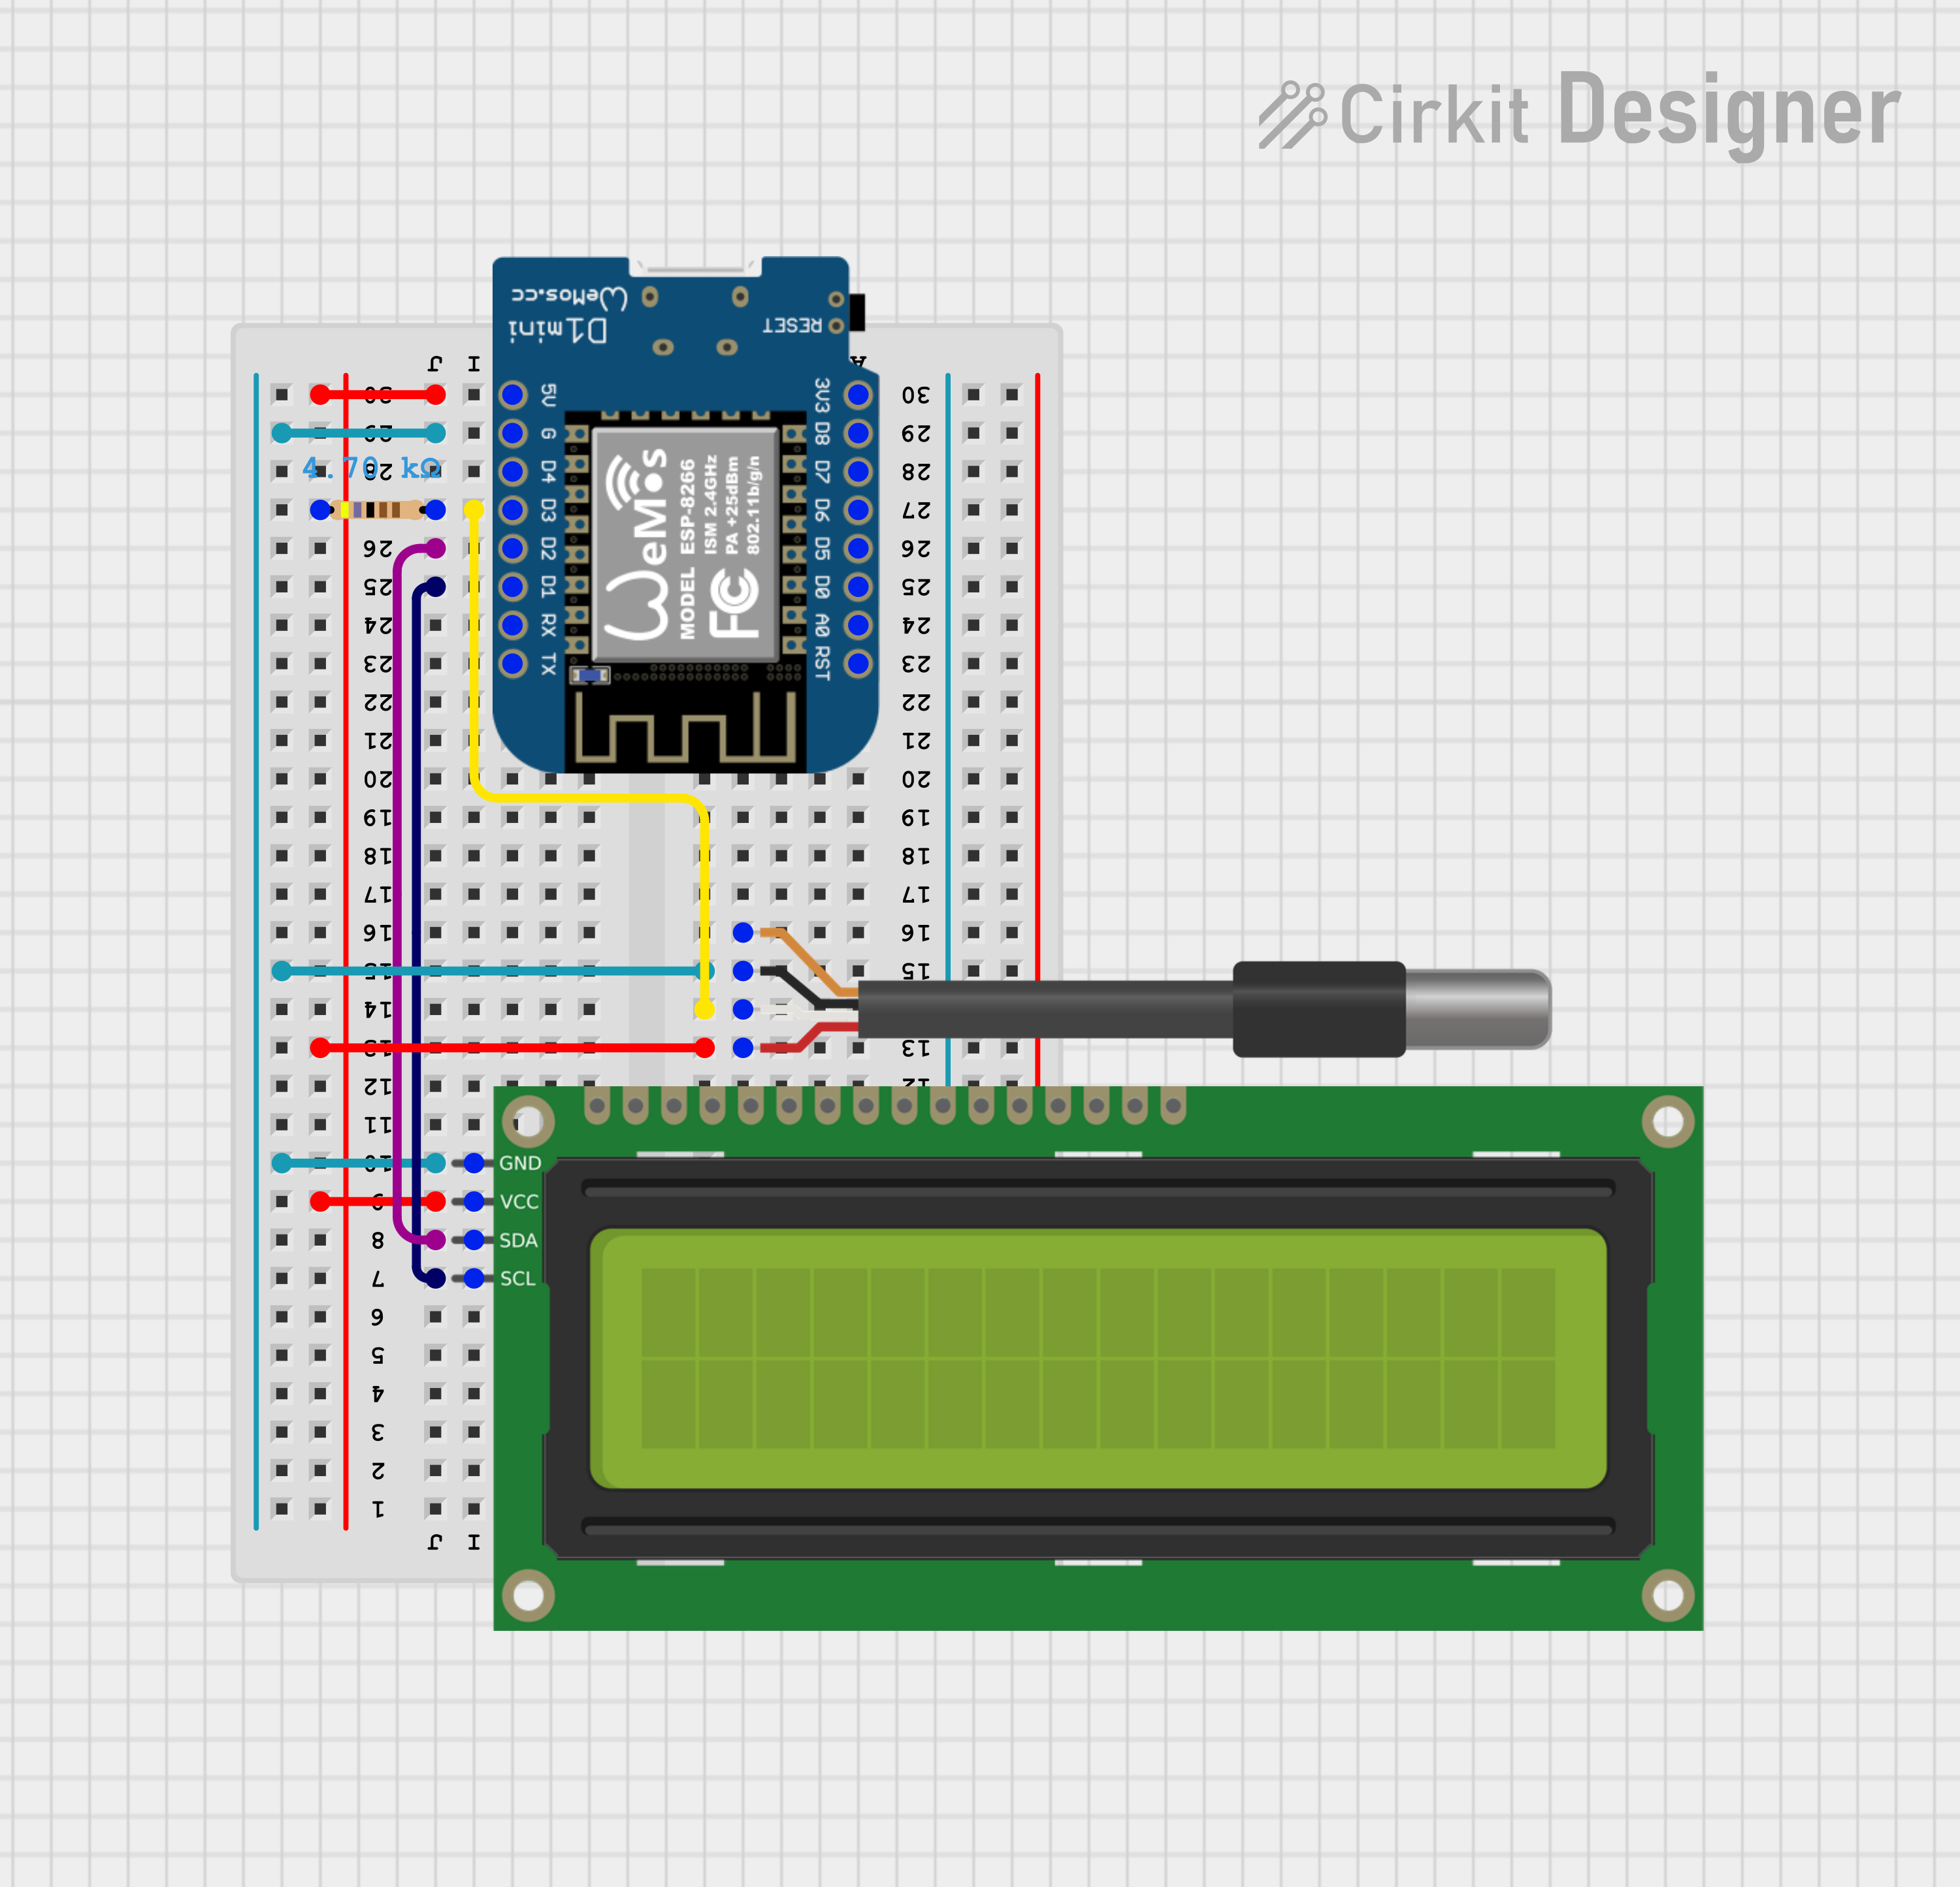 Cirkit Designer
WeMos.cc
D1mini
RESET
J I A
5V
G
D4
D3
D2
D1
RX
TX
3V3
D8
D7
D6
D5
D0
A0
RST
WeMos
MODEL ESP-8266
ISM 2.4GHz
PA +25dBm
802.11b/g/n
FC
4.70 kΩ
30 30
29 29
28 28
27
26 26
25 25
24 24
23 23
22 22
21 21
20 20
19 19
18 18
17 17
16 16
15 15
14 14
13 13
12 12
11
10
9
8
7
6
5
4
3
2
1
J I
GND
VCC
SDA
SCL